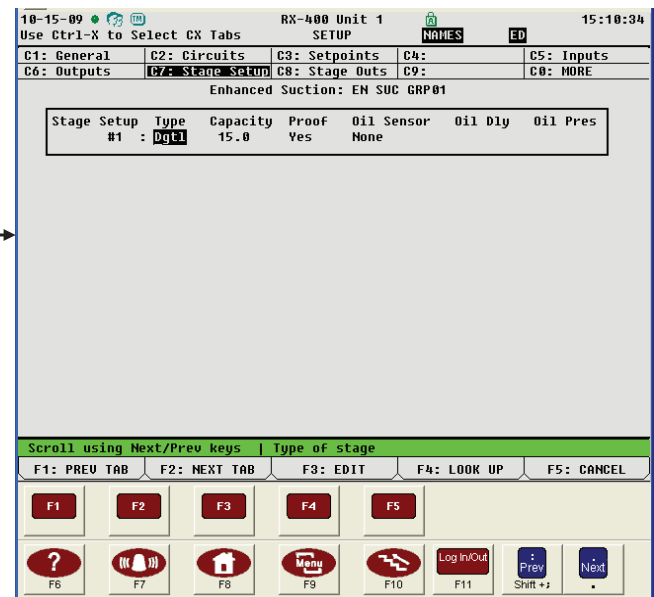 10-15-09 TM RX-400 Unit 1 15:10:34
Use Ctrl-X to Select CX Tabs SETUP NAMES ED
C1: General C2: Circuits C3: Setpoints C4: C5: Inputs
C6: Outputs C7: Stage Setup C8: Stage Outs C9: C0: MORE
Enhanced Suction: EN SUC GRP01
Stage Setup Type Capacity Proof Oil Sensor Oil Dly Oil Pres
#1 : Dgtl 15.0 Yes None
Scroll using Next/Prev keys | Type of stage
F1: PREV TAB F2: NEXT TAB F3: EDIT F4: LOOK UP F5: CANCEL
F1 F2 F3 F4 F5
? Menu Log In/Out : Prev . Next
F6 F7 F8 F9 F10 F11 Shift +; .